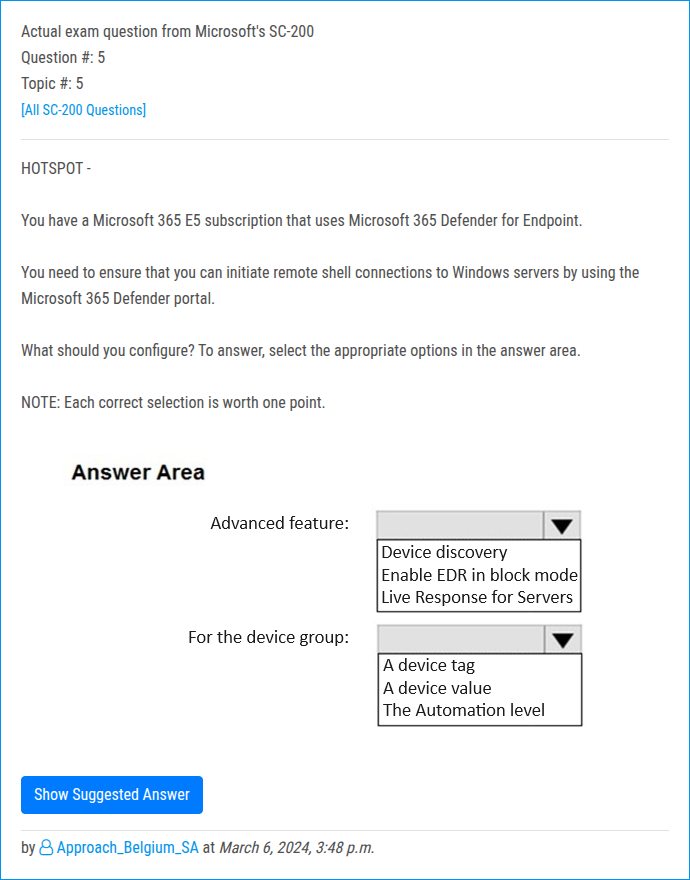 Actual exam question from Microsoft's SC-200
Question #: 5
Topic #: 5
[All SC-200 Questions]
HOTSPOT -
You have a Microsoft 365 E5 subscription that uses Microsoft 365 Defender for Endpoint.
You need to ensure that you can initiate remote shell connections to Windows servers by using the
Microsoft 365 Defender portal.
What should you configure? To answer, select the appropriate options in the answer area.
NOTE: Each correct selection is worth one point.
Answer Area
Advanced feature:
Device discovery
Enable EDR in block mode
Live Response for Servers
For the device group:
A device tag
A device value
The Automation level
Show Suggested Answer
by Approach_Belgium_SA at March 6, 2024, 3:48 p.m.